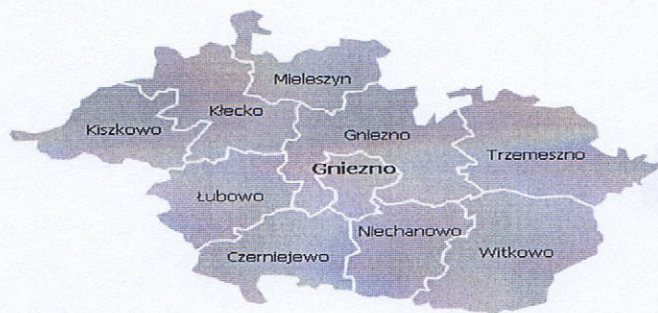 Mieleszyn
Kłecko
Kiszkowo
Gniezno
Trzemeszno
Gniezno
Łubowo
Niechanowo
Czerniejewo
Witkowo